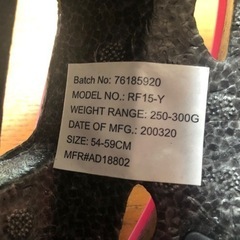 Batch No: 76185920
MODEL NO.: RF15-Y
WEIGHT RANGE: 250-300G
DATE OF MFG.: 200320
SIZE: 54-59CM
MFR#AD18802